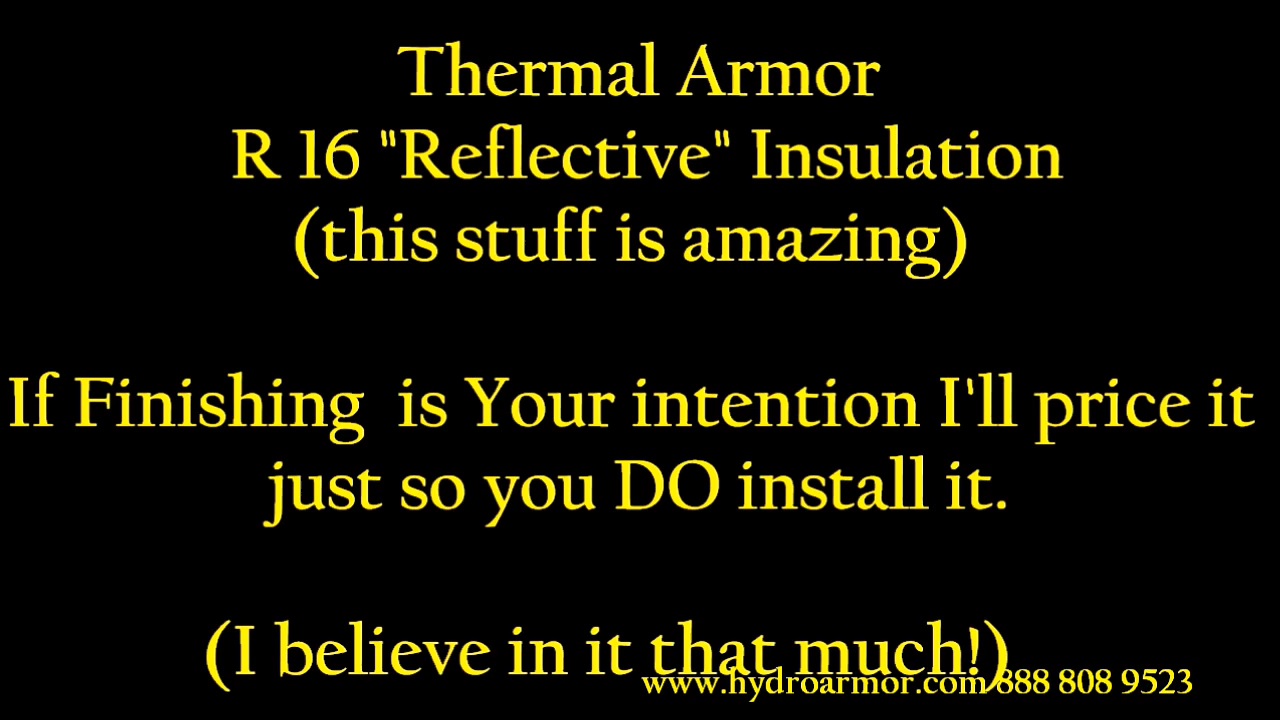 Thermal Armor
R 16 "Reflective" Insulation
(this stuff is amazing)
If Finishing is Your intention I'll price it
just so you DO install it.
(I believe in it that much!)
www.hydroarmor.com 888 808 9523